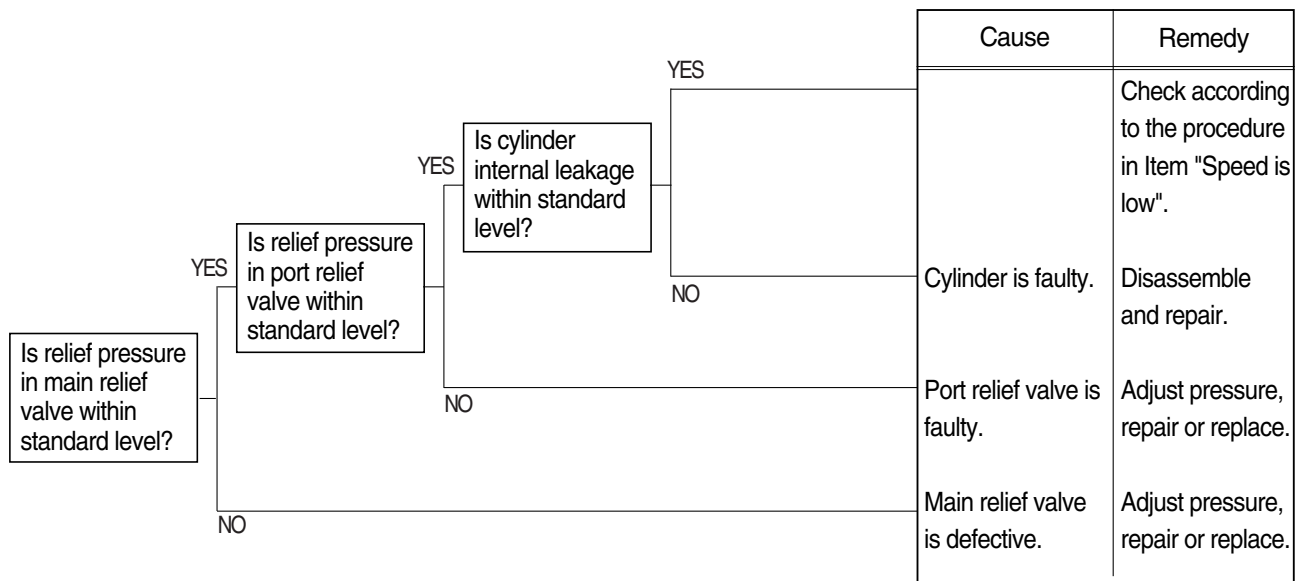 Cause
Remedy
YES
Check according
to the procedure
in Item "Speed is
low".
Is cylinder
internal leakage
within standard
level?
YES
NO
Cylinder is faulty.
Disassemble
and repair.
Is relief pressure
in port relief
valve within
standard level?
YES
NO
Port relief valve is
faulty.
Adjust pressure,
repair or replace.
Is relief pressure
in main relief
valve within
standard level?
NO
Main relief valve
is defective.
Adjust pressure,
repair or replace.